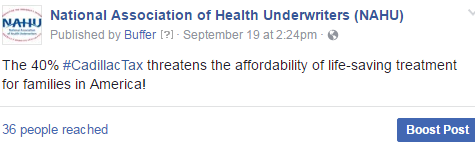 NAHU
National Association of Health Underwriters (NAHU)
Published by Buffer [?] · September 19 at 2:24pm ·
The 40% #CadillacTax threatens the affordability of life-saving treatment
for families in America!
36 people reached
Boost Post